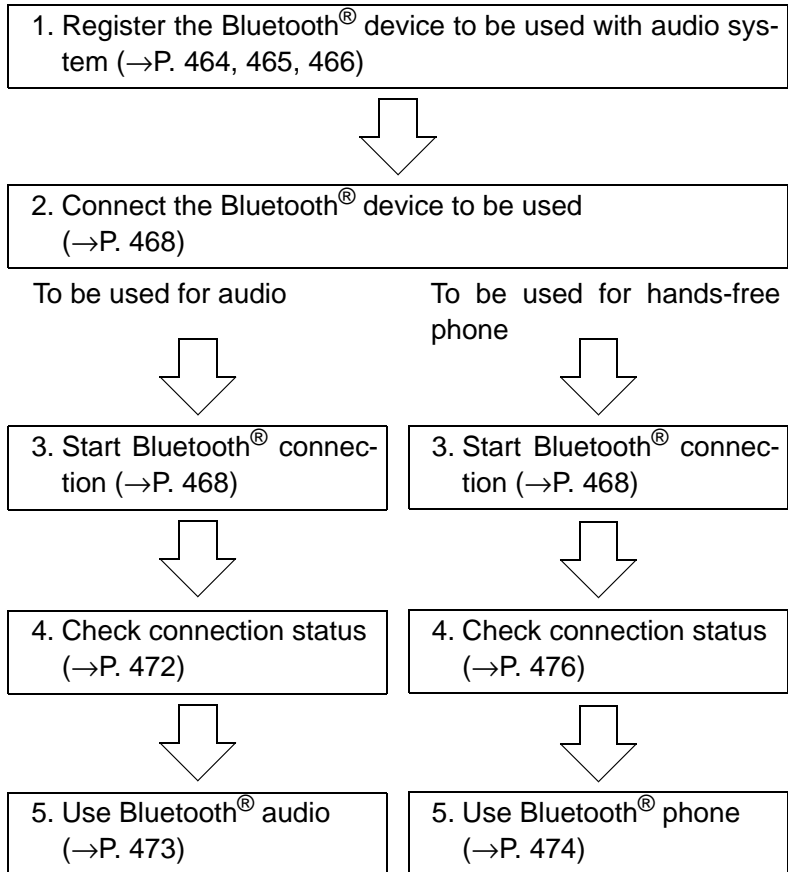 1. Register the Bluetooth® device to be used with audio sys-
tem (→P. 464, 465, 466)
2. Connect the Bluetooth® device to be used
(→P. 468)
To be used for audio
To be used for hands-free
phone
3. Start Bluetooth® connec-
tion (→P. 468)
3. Start Bluetooth® connec-
tion (→P. 468)
4. Check connection status
(→P. 472)
4. Check connection status
(→P. 476)
5. Use Bluetooth® audio
(→P. 473)
5. Use Bluetooth® phone
(→P. 474)